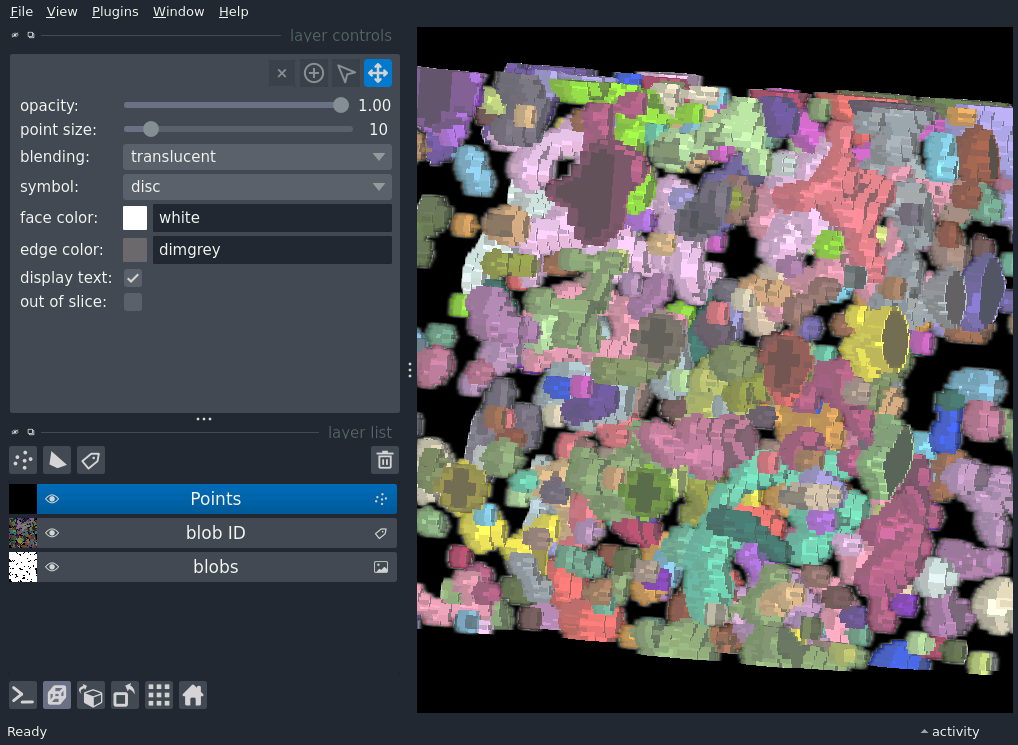 File View Plugins Window Help
layer controls
opacity: 1.00
point size: 10
blending: translucent
symbol: disc
face color: white
edge color: dimgrey
display text:
out of slice:
layer list
Points
blob ID
blobs
Ready
activity